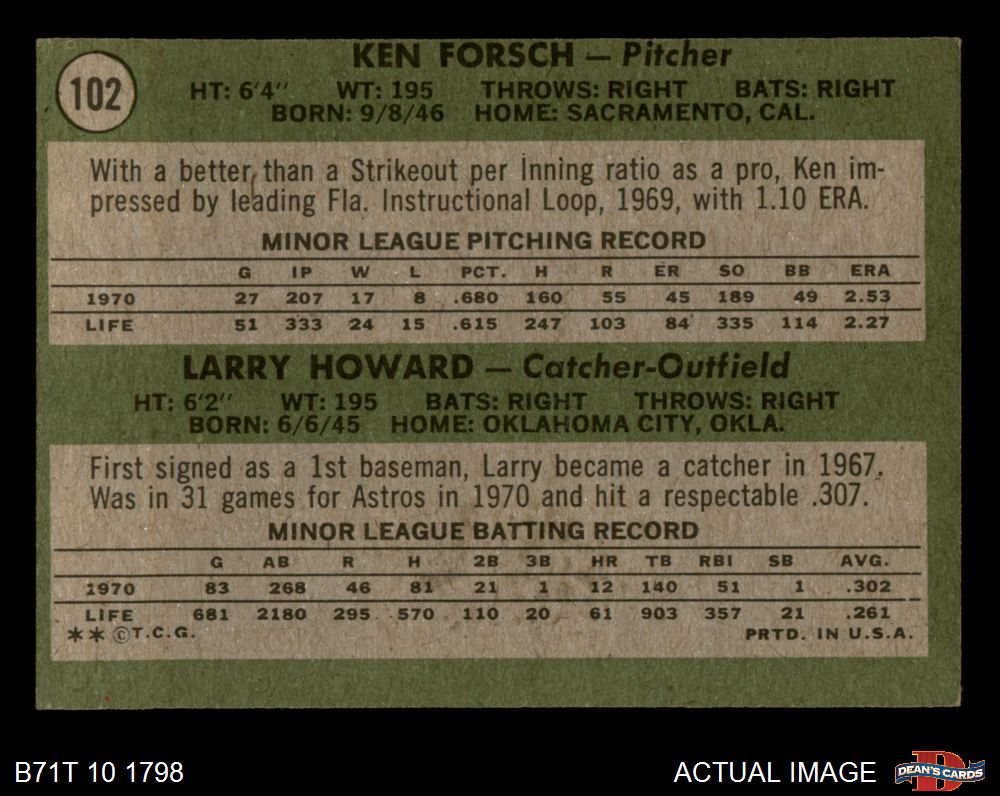 102
KEN FORSCH — Pitcher
HT: 6'4" WT: 195 THROWS: RIGHT BATS: RIGHT
BORN: 9/8/46 HOME: SACRAMENTO, CAL.
With a better than a Strikeout per Inning ratio as a pro, Ken im-
pressed by leading Fla. Instructional Loop, 1969, with 1.10 ERA.
MINOR LEAGUE PITCHING RECORD
G IP W L PCT. H R ER SO BB ERA
1970 27 207 17 8 .680 160 55 45 189 49 2.53
LIFE 51 333 24 15 .615 247 103 84 335 114 2.27
LARRY HOWARD — Catcher-Outfield
HT: 6'2" WT: 195 BATS: RIGHT THROWS: RIGHT
BORN: 6/6/45 HOME: OKLAHOMA CITY, OKLA.
First signed as a 1st baseman, Larry became a catcher in 1967.
Was in 31 games for Astros in 1970 and hit a respectable .307.
MINOR LEAGUE BATTING RECORD
G AB R H 2B 3B HR TB RBI SB AVG.
1970 83 268 46 81 21 1 12 140 51 1 .302
LIFE 681 2180 295 570 110 20 61 903 357 21 .261
** ©T.C.G. PRTD. IN U.S.A.
B71T 10 1798 ACTUAL IMAGE DEAN'S CARDS